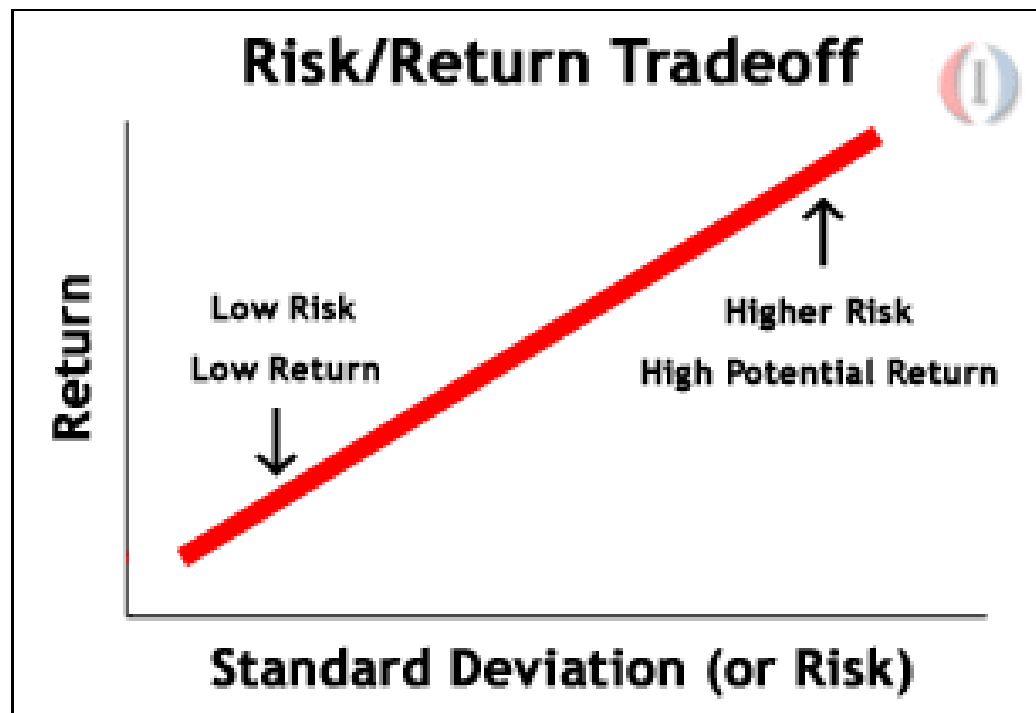 Risk/Return Tradeoff
(I)
Return
Low Risk
Low Return
Higher Risk
High Potential Return
Standard Deviation (or Risk)